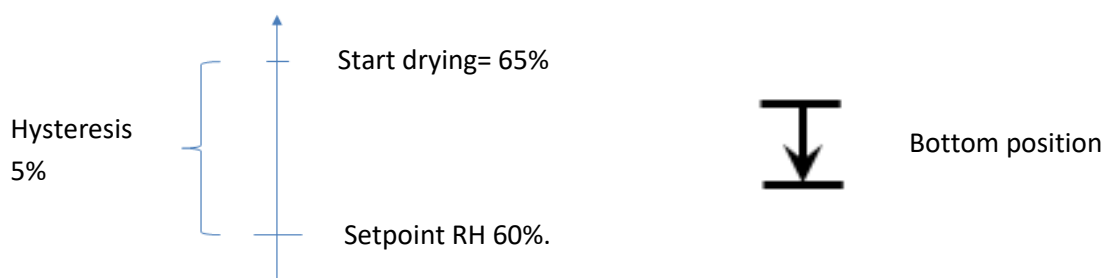 Start drying= 65%
Hysteresis
5%
Bottom position
Setpoint RH 60%.